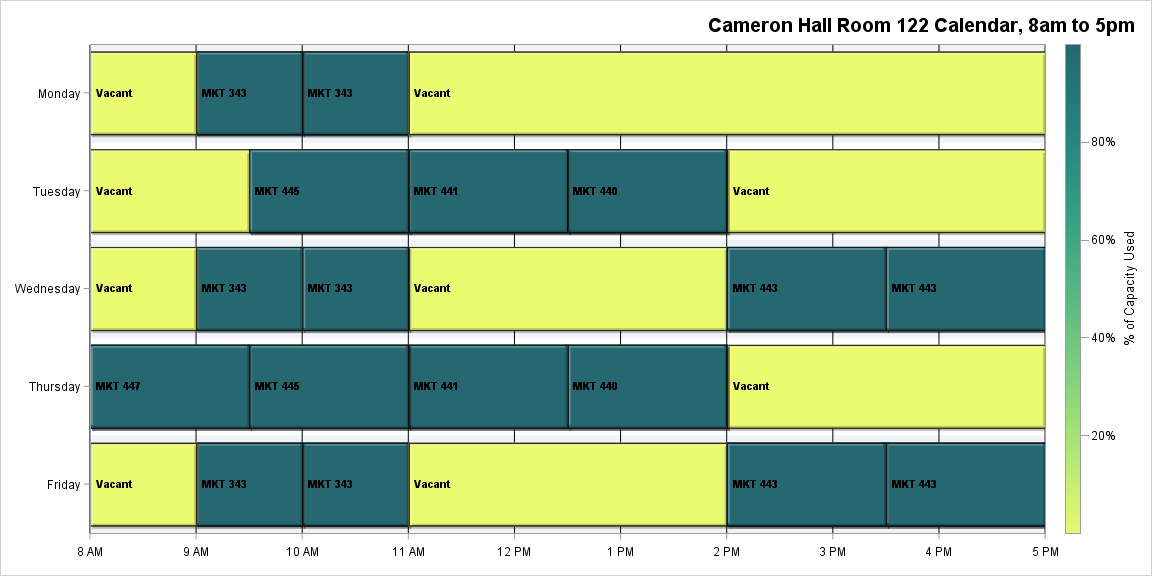 Cameron Hall Room 122 Calendar, 8am to 5pm
Monday
Vacant
MKT 343
MKT 343
Vacant
Tuesday
Vacant
MKT 445
MKT 441
MKT 440
Vacant
Wednesday
Vacant
MKT 343
MKT 343
Vacant
MKT 443
MKT 443
Thursday
MKT 447
MKT 445
MKT 441
MKT 440
Vacant
Friday
Vacant
MKT 343
MKT 343
Vacant
MKT 443
MKT 443
8 AM
9 AM
10 AM
11 AM
12 PM
1 PM
2 PM
3 PM
4 PM
5 PM
80%
60%
40%
20%
% of Capacity Used